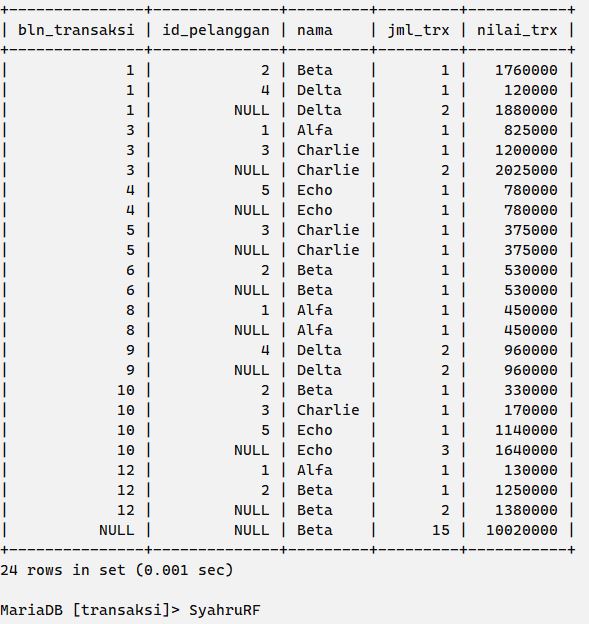 +---------------+--------------+---------+---------+-----------+
| bln_transaksi | id_pelanggan | nama    | jml_trx | nilai_trx |
+---------------+--------------+---------+---------+-----------+
|             1 |            2 | Beta    |       1 |   1760000 |
|             1 |            4 | Delta   |       1 |    120000 |
|             1 |         NULL | Delta   |       2 |   1880000 |
|             3 |            1 | Alfa    |       1 |    825000 |
|             3 |            3 | Charlie |       1 |   1200000 |
|             3 |         NULL | Charlie |       2 |   2025000 |
|             4 |            5 | Echo    |       1 |    780000 |
|             4 |         NULL | Echo    |       1 |    780000 |
|             5 |            3 | Charlie |       1 |    375000 |
|             5 |         NULL | Charlie |       1 |    375000 |
|             6 |            2 | Beta    |       1 |    530000 |
|             6 |         NULL | Beta    |       1 |    530000 |
|             8 |            1 | Alfa    |       1 |    450000 |
|             8 |         NULL | Alfa    |       1 |    450000 |
|             9 |            4 | Delta   |       2 |    960000 |
|             9 |         NULL | Delta   |       2 |    960000 |
|            10 |            2 | Beta    |       1 |    330000 |
|            10 |            3 | Charlie |       1 |    170000 |
|            10 |            5 | Echo    |       1 |   1140000 |
|            10 |         NULL | Echo    |       3 |   1640000 |
|            12 |            1 | Alfa    |       1 |    130000 |
|            12 |            2 | Beta    |       1 |   1250000 |
|            12 |         NULL | Beta    |       2 |   1380000 |
|          NULL |         NULL | Beta    |      15 |  10020000 |
+---------------+--------------+---------+---------+-----------+
24 rows in set (0.001 sec)

MariaDB [transaksi]> SyahruRF